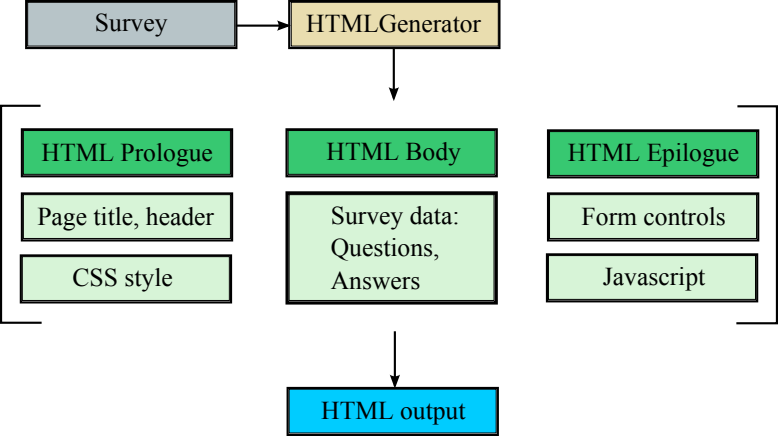 Survey
HTMLGenerator
HTML Prologue
Page title, header
CSS style
HTML Body
Survey data:
Questions,
Answers
HTML Epilogue
Form controls
Javascript
HTML output